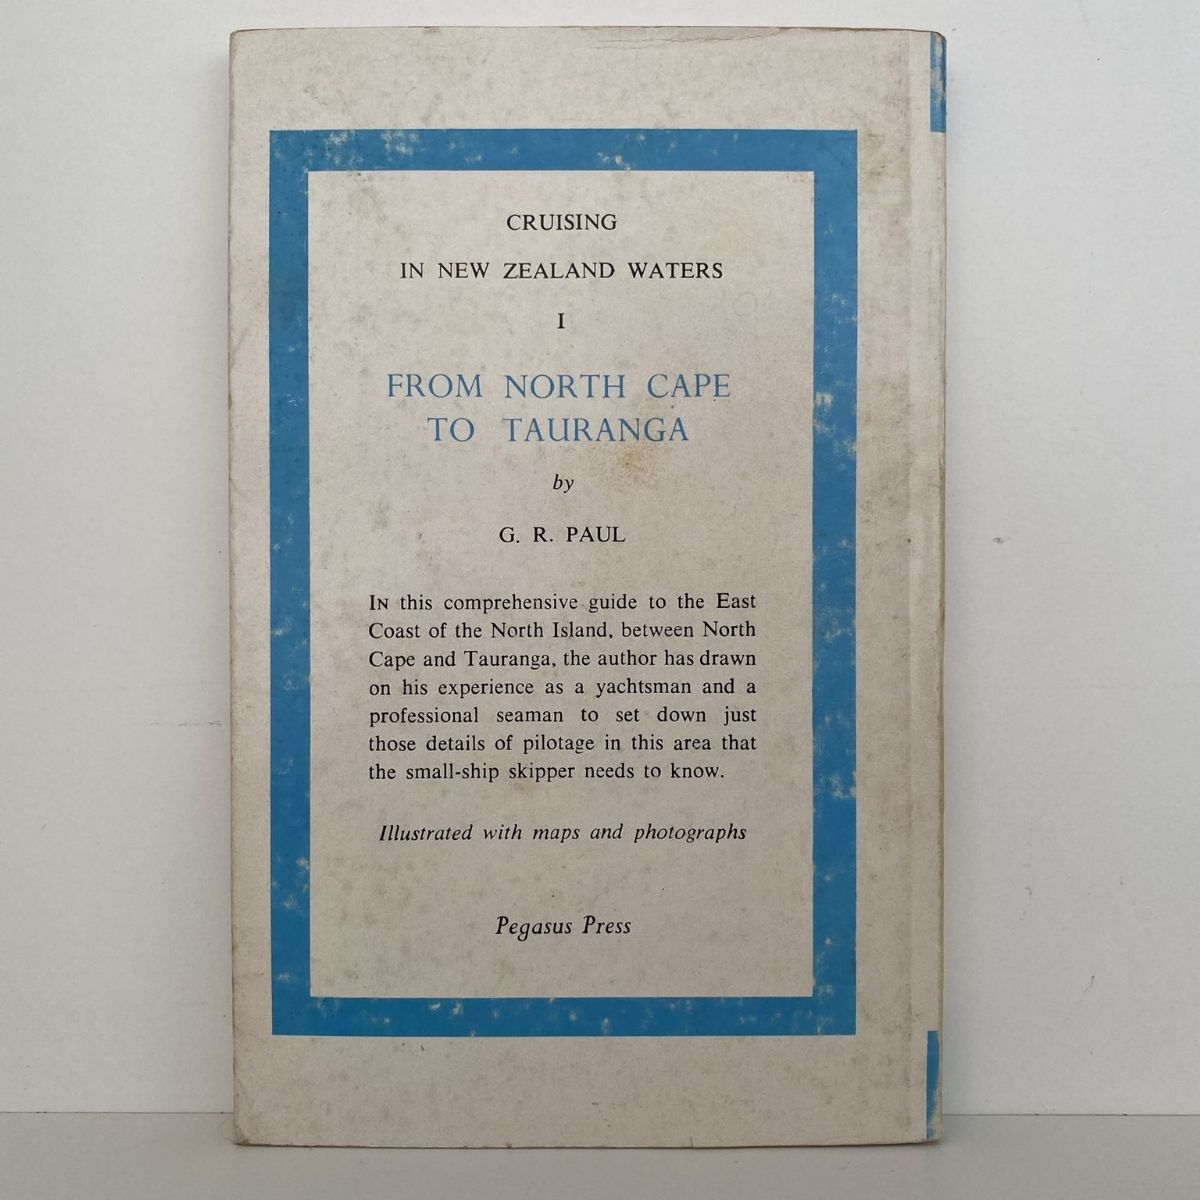 CRUISING
IN NEW ZEALAND WATERS
I
FROM NORTH CAPE
TO TAURANGA
by
G. R. PAUL
IN this comprehensive guide to the East
Coast of the North Island, between North
Cape and Tauranga, the author has drawn
on his experience as a yachtsman and a
professional seaman to set down just
those details of pilotage in this area that
the small-ship skipper needs to know.
Illustrated with maps and photographs
Pegasus Press